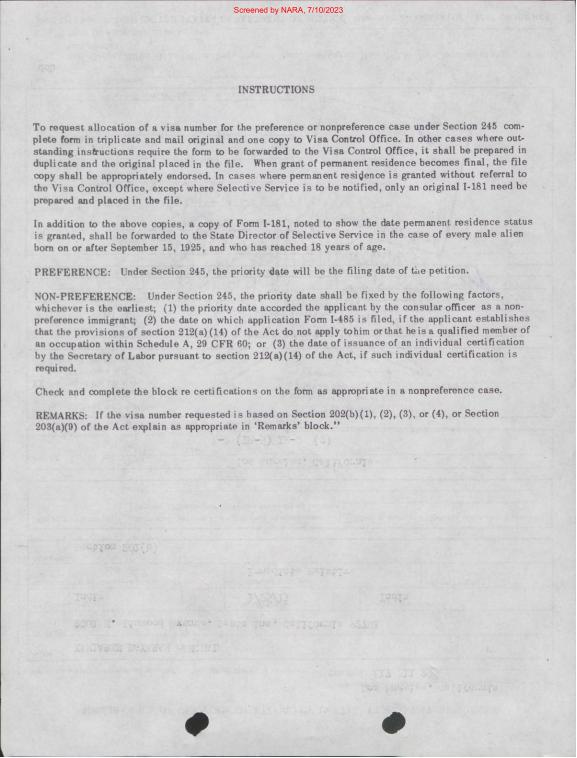 Screened by NARA, 7/10/2023
INSTRUCTIONS
To request allocation of a visa number for the preference or nonpreference case under Section 245 com-
plete form in triplicate and mail original and one copy to Visa Control Office. In other cases where out-
standing instructions require the form to be forwarded to the Visa Control Office, it shall be prepared in
duplicate and the original placed in the file. When grant of permanent residence becomes final, the file
copy shall be appropriately endorsed. In cases where permanent residence is granted without referral to
the Visa Control Office, except where Selective Service is to be notified, only an original I-181 need be
prepared and placed in the file.
In addition to the above copies, a copy of Form I-181, noted to show the date permanent residence status
is granted, shall be forwarded to the State Director of Selective Service in the case of every male alien
born on or after September 15, 1925, and who has reached 18 years of age.
PREFERENCE: Under Section 245, the priority date will be the filing date of the petition.
NON-PREFERENCE: Under Section 245, the priority date shall be fixed by the following factors,
whichever is the earliest; (1) the priority date accorded the applicant by the consular officer as a non-
preference immigrant; (2) the date on which application Form I-485 is filed, if the applicant establishes
that the provisions of section 212(a)(14) of the Act do not apply to him or that he is a qualified member of
an occupation within Schedule A, 29 CFR 60; or (3) the date of issuance of an individual certification
by the Secretary of Labor pursuant to section 212(a)(14) of the Act, if such individual certification is
required.
Check and complete the block re certifications on the form as appropriate in a nonpreference case.
REMARKS: If the visa number requested is based on Section 202(b)(1), (2), (3), or (4), or Section
203(a)(9) of the Act explain as appropriate in 'Remarks' block."